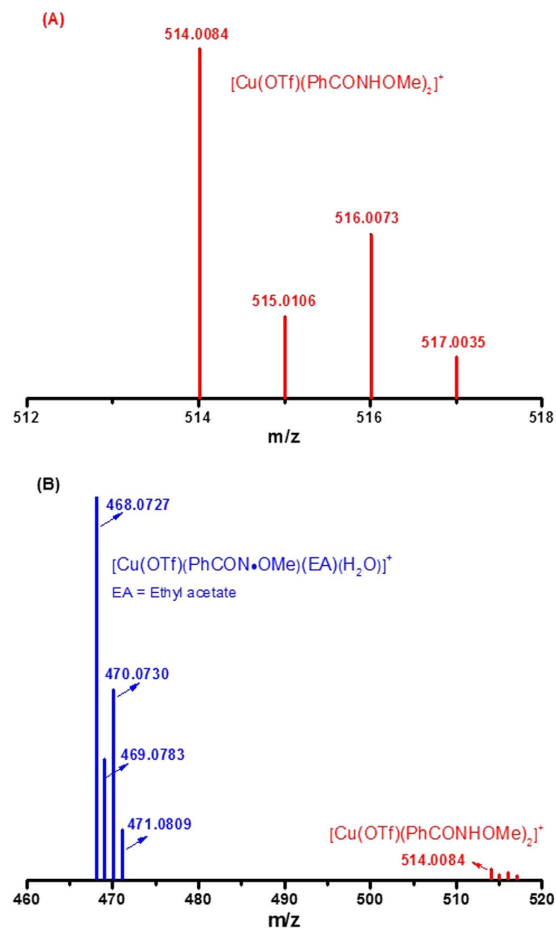 (A)
514.0084
[Cu(OTf)(PhCONHOMe)₂]⁺
516.0073
515.0106
517.0035
512 514 516 518
m/z
(B)
468.0727
[Cu(OTf)(PhCON•OMe)(EA)(H₂O)]⁺
EA = Ethyl acetate
470.0730
469.0783
471.0809
[Cu(OTf)(PhCONHOMe)₂]⁺
514.0084
460 470 480 490 500 510 520
m/z